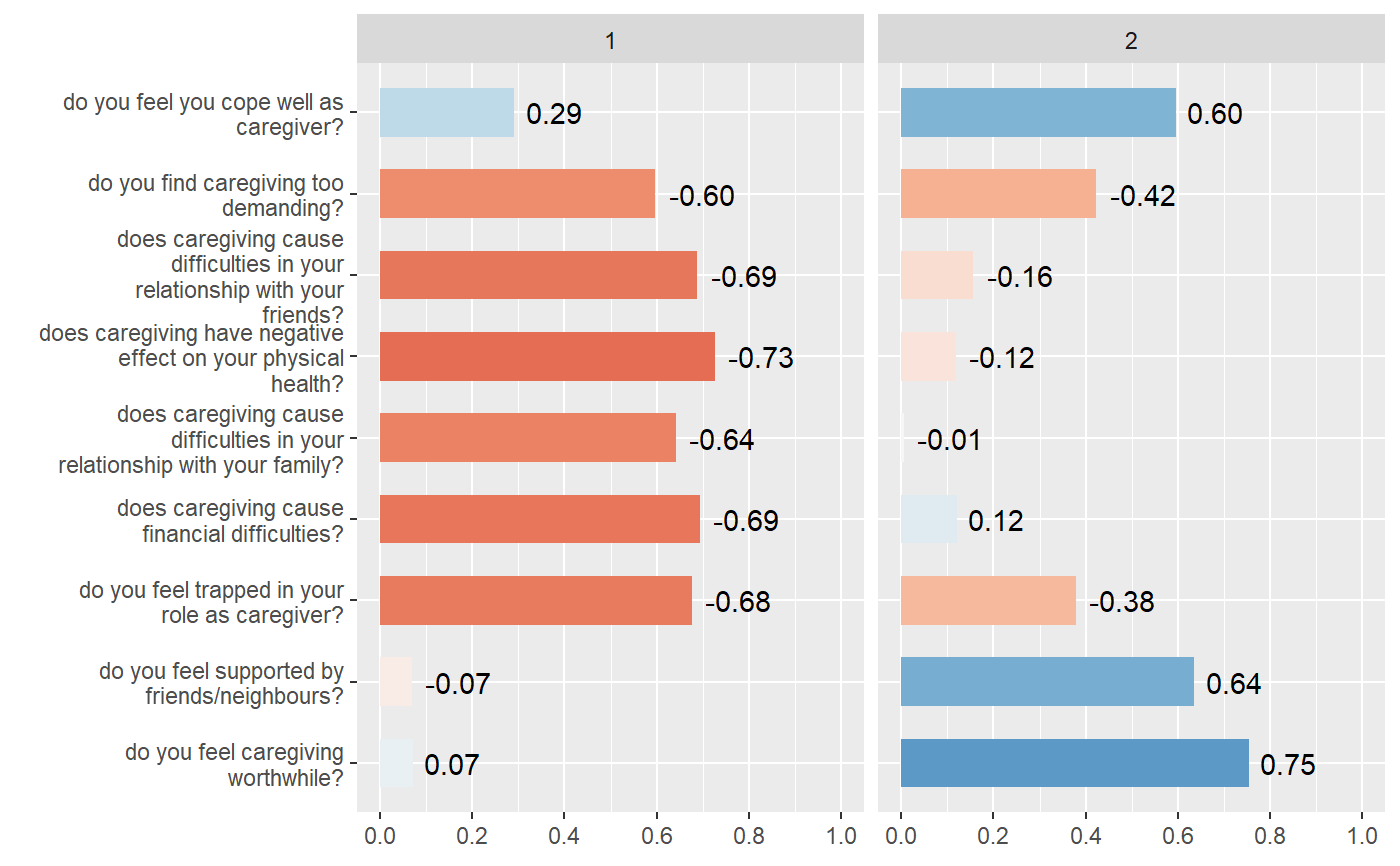 1
2
do you feel you cope well as
caregiver?
0.29
0.60
do you find caregiving too
demanding?
-0.60
-0.42
does caregiving cause
difficulties in your
relationship with your
friends?
-0.69
-0.16
does caregiving have negative
effect on your physical
health?
-0.73
-0.12
does caregiving cause
difficulties in your
relationship with your family?
-0.64
-0.01
does caregiving cause
financial difficulties?
-0.69
0.12
do you feel trapped in your
role as caregiver?
-0.68
-0.38
do you feel supported by
friends/neighbours?
-0.07
0.64
do you feel caregiving
worthwhile?
0.07
0.75
0.0 0.2 0.4 0.6 0.8 1.0
0.0 0.2 0.4 0.6 0.8 1.0